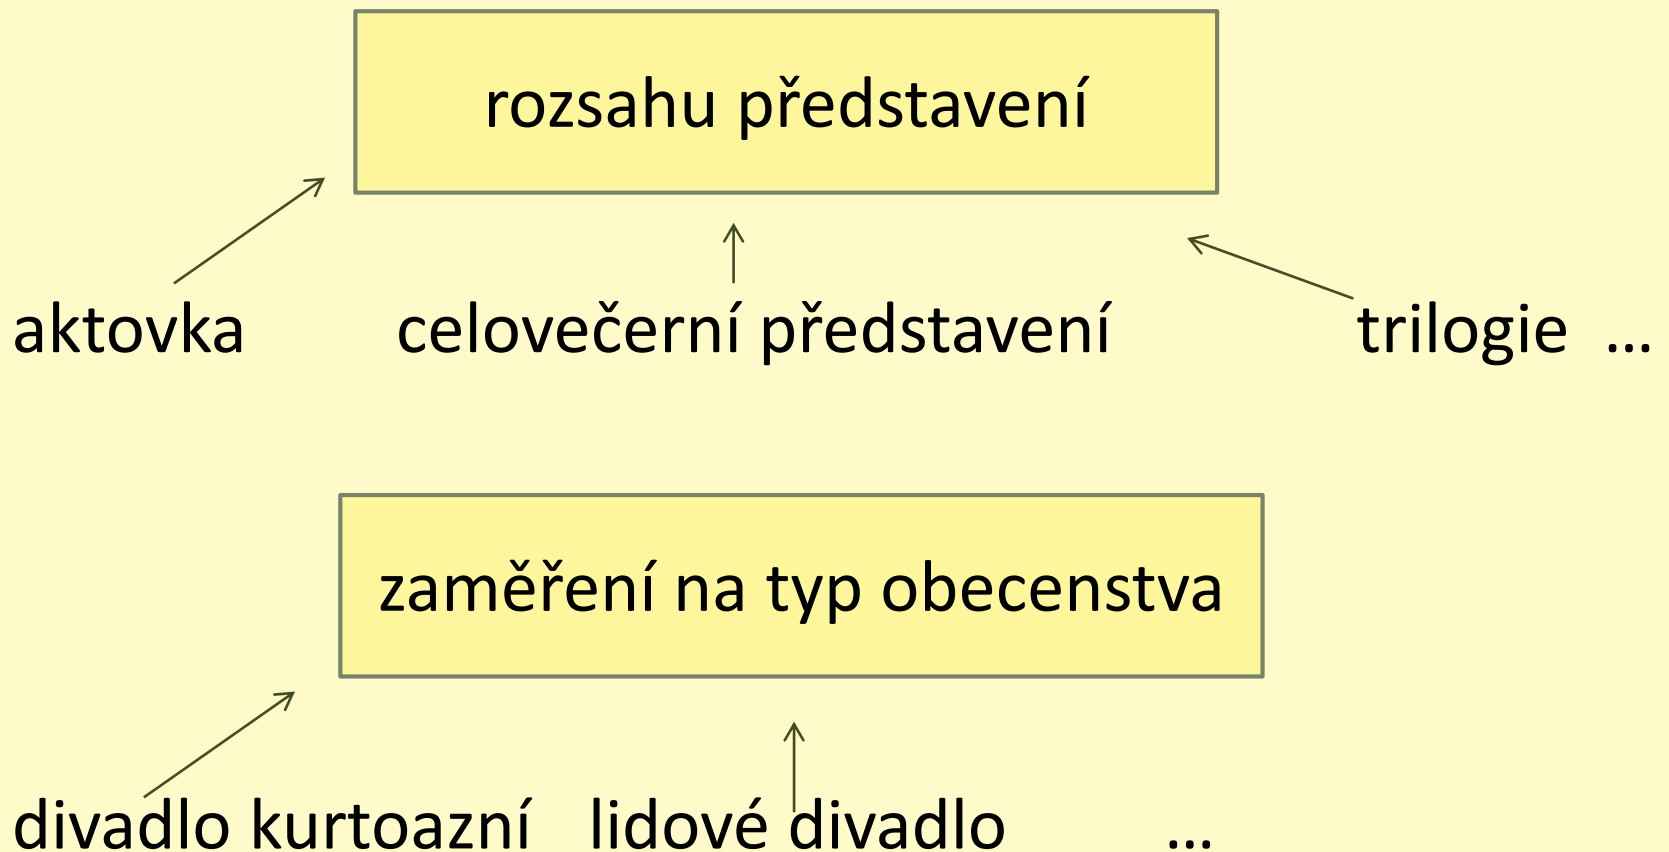 rozsahu představení
aktovka celovečerní představení trilogie …
zaměření na typ obecenstva
divadlo kurtoazní lidové divadlo …